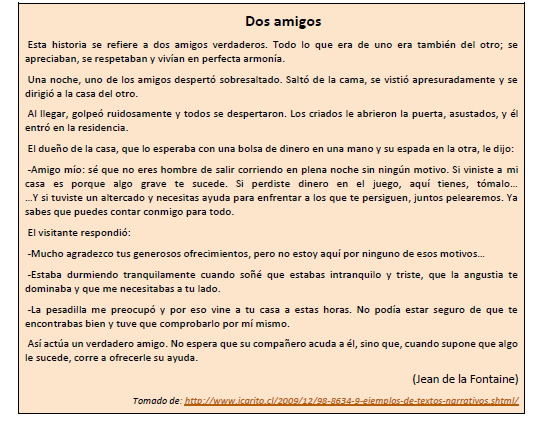 Dos amigos
Esta historia se refiere a dos amigos verdaderos. Todo lo que era de uno era también del otro; se
apreciaban, se respetaban y vivían en perfecta armonía.
Una noche, uno de los amigos despertó sobresaltado. Saltó de la cama, se vistió apresuradamente y se
dirigió a la casa del otro.
Al llegar, golpeó ruidosamente y todos se despertaron. Los criados le abrieron la puerta, asustados, y él
entró en la residencia.
El dueño de la casa, que lo esperaba con una bolsa de dinero en una mano y su espada en la otra, le dijo:
-Amigo mío: sé que no eres hombre de salir corriendo en plena noche sin ningún motivo. Si viniste a mi
casa es porque algo grave te sucede. Si perdiste dinero en el juego, aquí tienes, tómalo...
...Y si tuviste un altercado y necesitas ayuda para enfrentar a los que te persiguen, juntos pelearemos. Ya
sabes que puedes contar conmigo para todo.
El visitante respondió:
-Mucho agradezco tus generosos ofrecimientos, pero no estoy aquí por ninguno de esos motivos...
-Estaba durmiendo tranquilamente cuando soñé que estabas intranquilo y triste, que la angustia te
dominaba y que me necesitabas a tu lado.
-La pesadilla me preocupó y por eso vine a tu casa a estas horas. No podía estar seguro de que te
encontrabas bien y tuve que comprobarlo por mí mismo.
Así actúa un verdadero amigo. No espera que su compañero acuda a él, sino que, cuando supone que algo
le sucede, corre a ofrecerle su ayuda.
(Jean de la Fontaine)
Tomado de: http://www.icarito.cl/2009/12/98-8634-9-ejemplos-de-textos-narrativos.shtml/